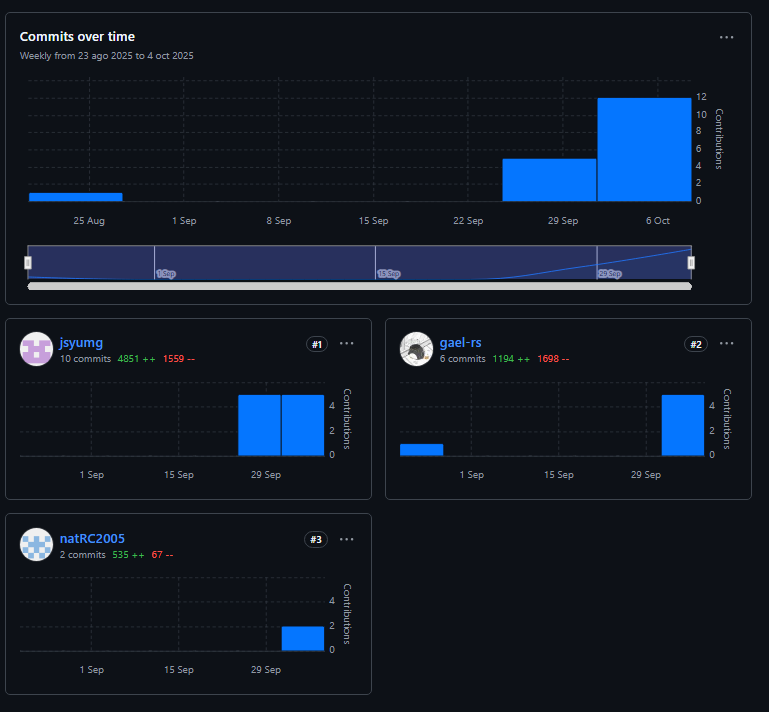 Commits over time
Weekly from 23 ago 2025 to 4 oct 2025
12
10
8
6
4
2
0
Contributions
25 Aug 1 Sep 8 Sep 15 Sep 22 Sep 29 Sep 6 Oct
1 Sep 15 Sep 29 Sep
jsyumg #1
10 commits 4851 ++ 1559 --
4
2
0
Contributions
1 Sep 15 Sep 29 Sep
gael-rs #2
6 commits 1194 ++ 1698 --
4
2
0
Contributions
1 Sep 15 Sep 29 Sep
natRC2005 #3
2 commits 535 ++ 67 --
4
2
0
Contributions
1 Sep 15 Sep 29 Sep